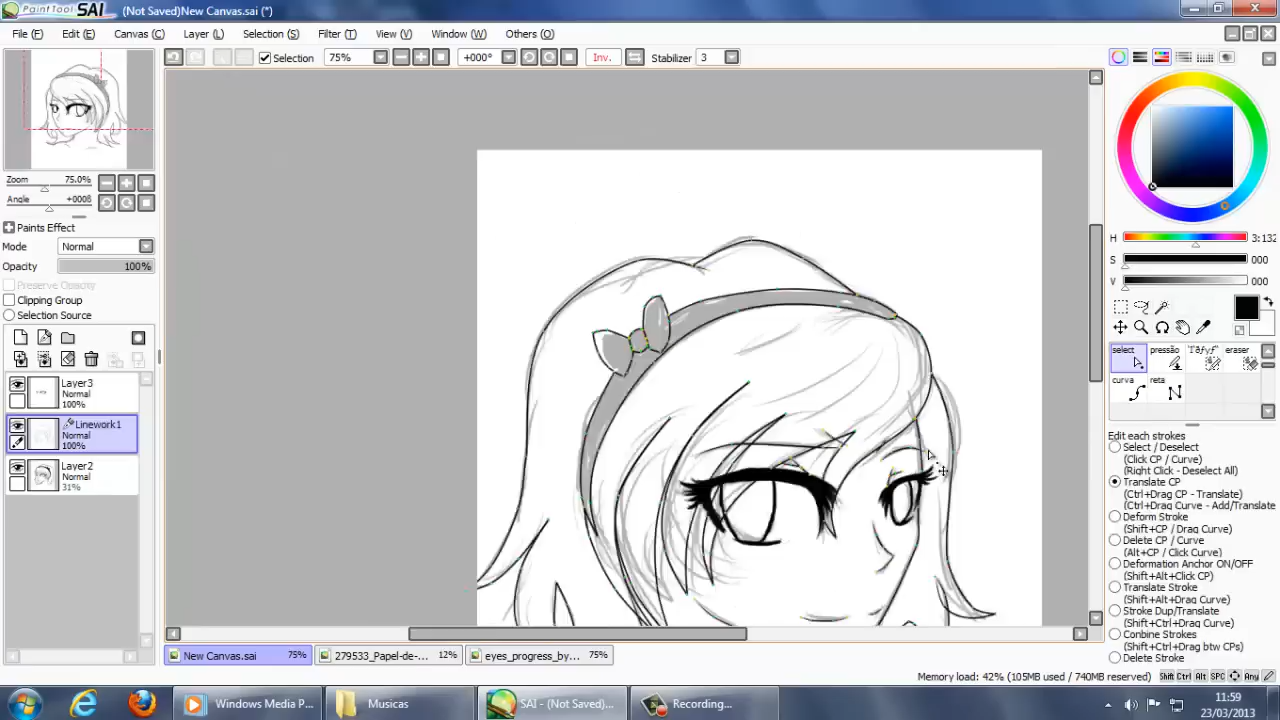 PaintTool SAI (Not Saved)New Canvas.sai (*)
File (F) Edit (E) Canvas (C) Layer (L) Selection (S) Filter (T) View (V) Window (W) Others (O)
Selection 75% +000° Inv. Stabilizer 3
Zoom 75.0%
Angle +000ß
Paints Effect
Mode Normal
Opacity 100%
Preserve Opacity
Clipping Group
Selection Source
Layer3
Normal
100%
Linework1
Normal
100%
Layer2
Normal
31%
H 3:132
S 000
V 000
select pressão eraser
curva reta
Edit each strokes
Select / Deselect
(Click CP / Curve)
(Right Click - Deselect All)
Translate CP
(Ctrl+Drag CP - Translate)
(Ctrl+Drag CP - Add/Translate
Deform Stroke
(Shift+CP / Drag Curve)
Delete CP / Curve
(Alt+CP / Click Curve)
Deformation Anchor ON/OFF
(Shift+Alt+Click CP)
Translate Stroke
(Shift+Alt+Drag Curve)
Stroke Dup/Translate
(Shift+Ctrl+Drag Curve)
Combine Strokes
(Shift+Ctrl+Drag btw CPs)
Delete Stroke
New Canvas.sai 75% 279533_Papel-de-... 12% eyes_progress_by... 75%
Memory load: 42% (105MB used / 740MB reserved) Shift Ctrl Alt SPC Any
Windows Media P... Musicas SAI - (Not Saved)... Recording...
11:59
23/03/2013